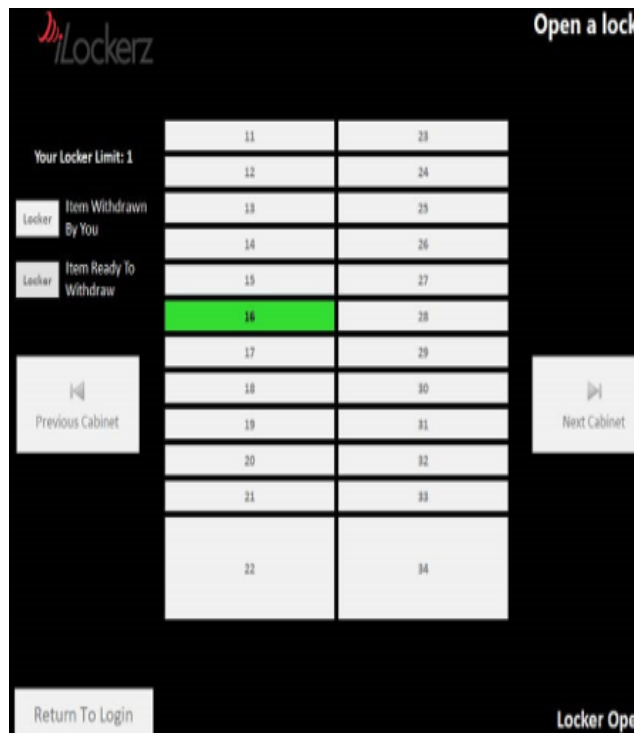 iLockerz
Open a lock
Your Locker Limit: 1
Locker
Item Withdrawn
By You
Locker
Item Ready To
Withdraw
11
23
12
24
13
25
14
26
15
27
16
28
17
29
18
30
19
31
20
32
21
33
22
34
Previous Cabinet
Next Cabinet
Return To Login
Locker Ope